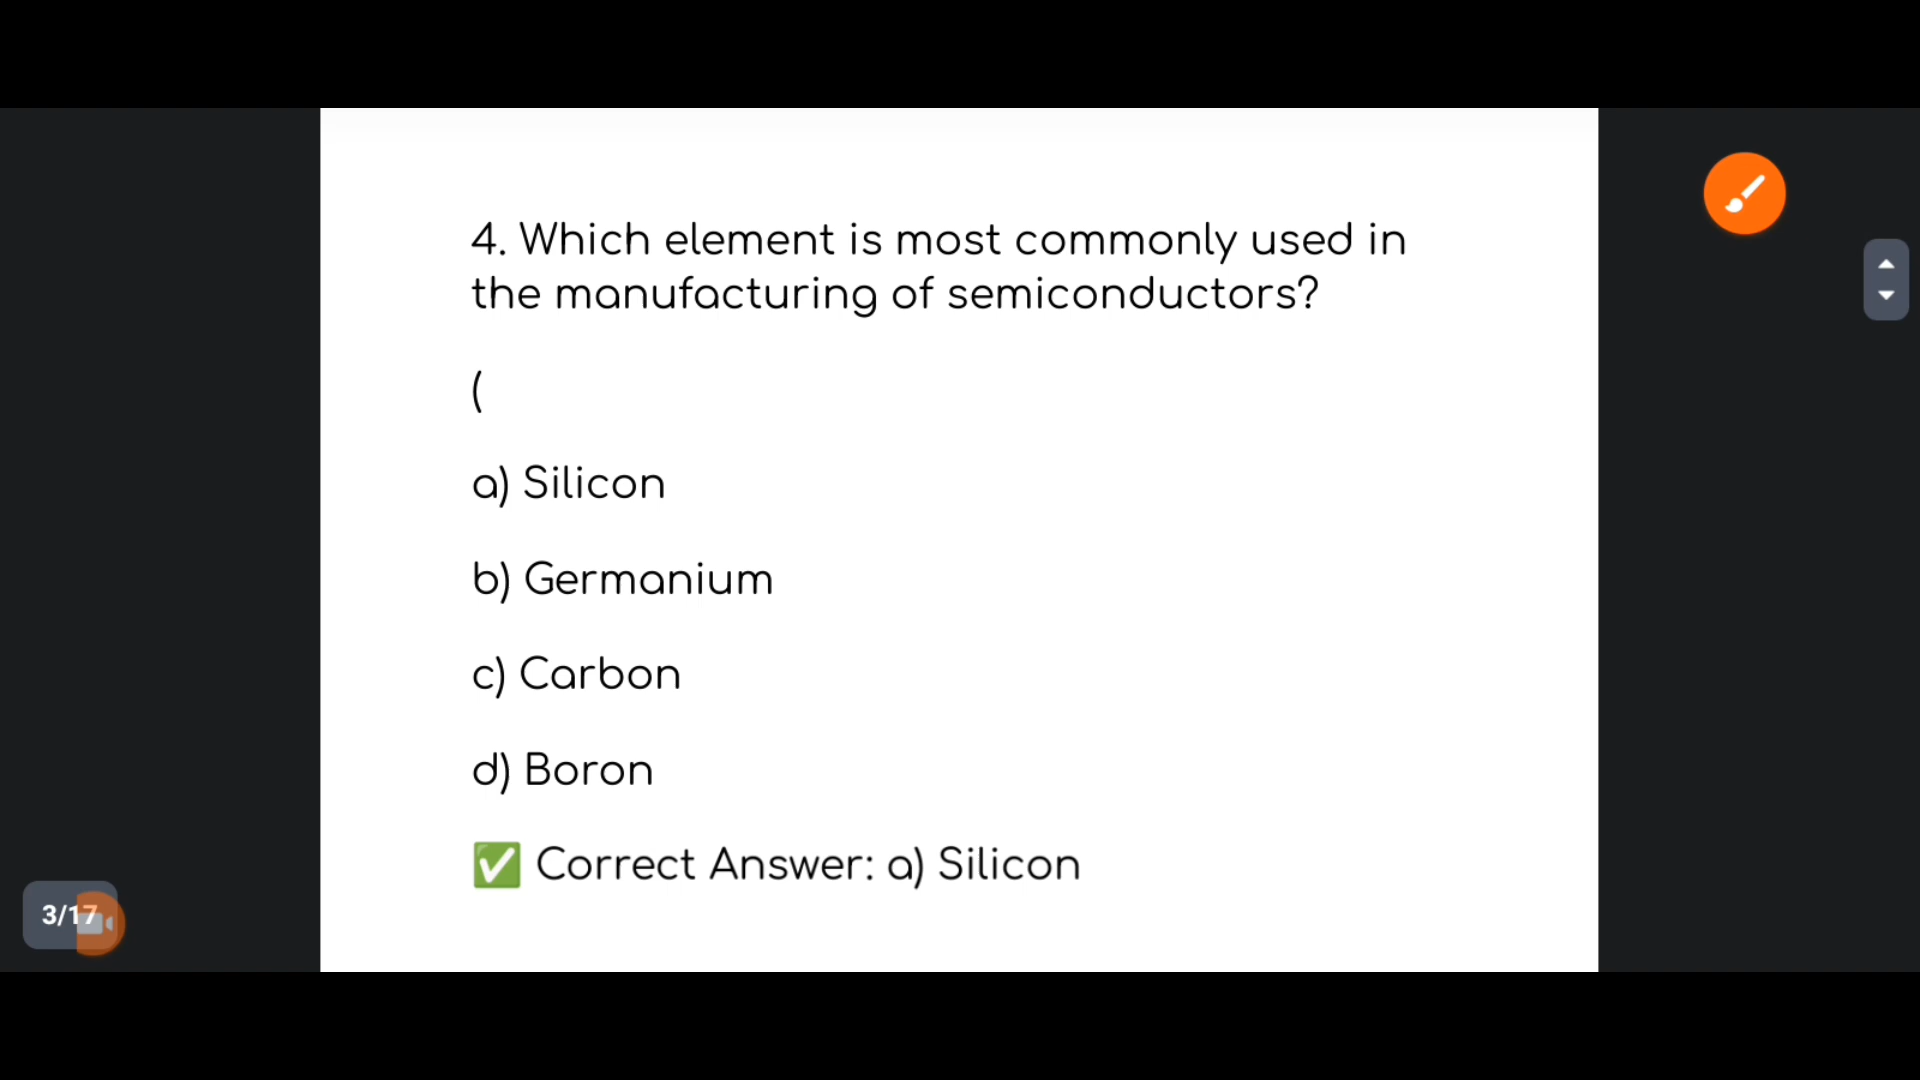 4. Which element is most commonly used in
the manufacturing of semiconductors?
(
a) Silicon
b) Germanium
c) Carbon
d) Boron
✅ Correct Answer: a) Silicon
3/17